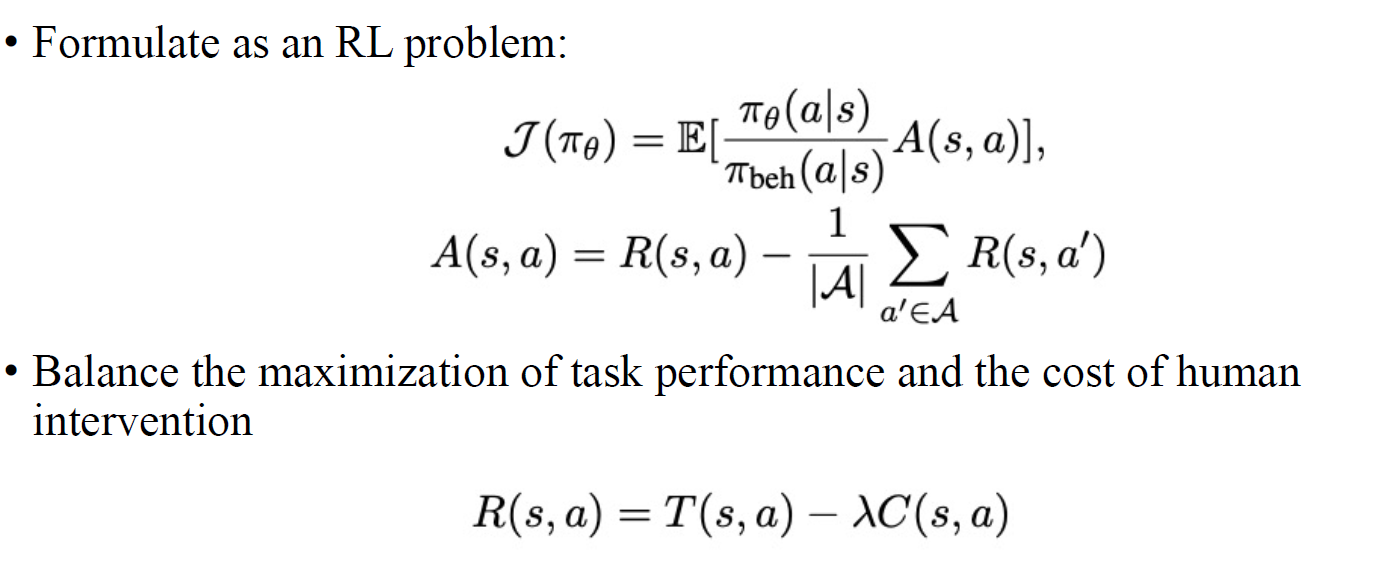 • Formulate as an RL problem:
𝒥(π_θ) = 𝔼[π_θ(a|s) / π_beh(a|s) A(s, a)],
A(s, a) = R(s, a) − 1/|𝒜| ∑_{a′∈𝒜} R(s, a′)
• Balance the maximization of task performance and the cost of human
intervention
R(s, a) = T(s, a) − λC(s, a)